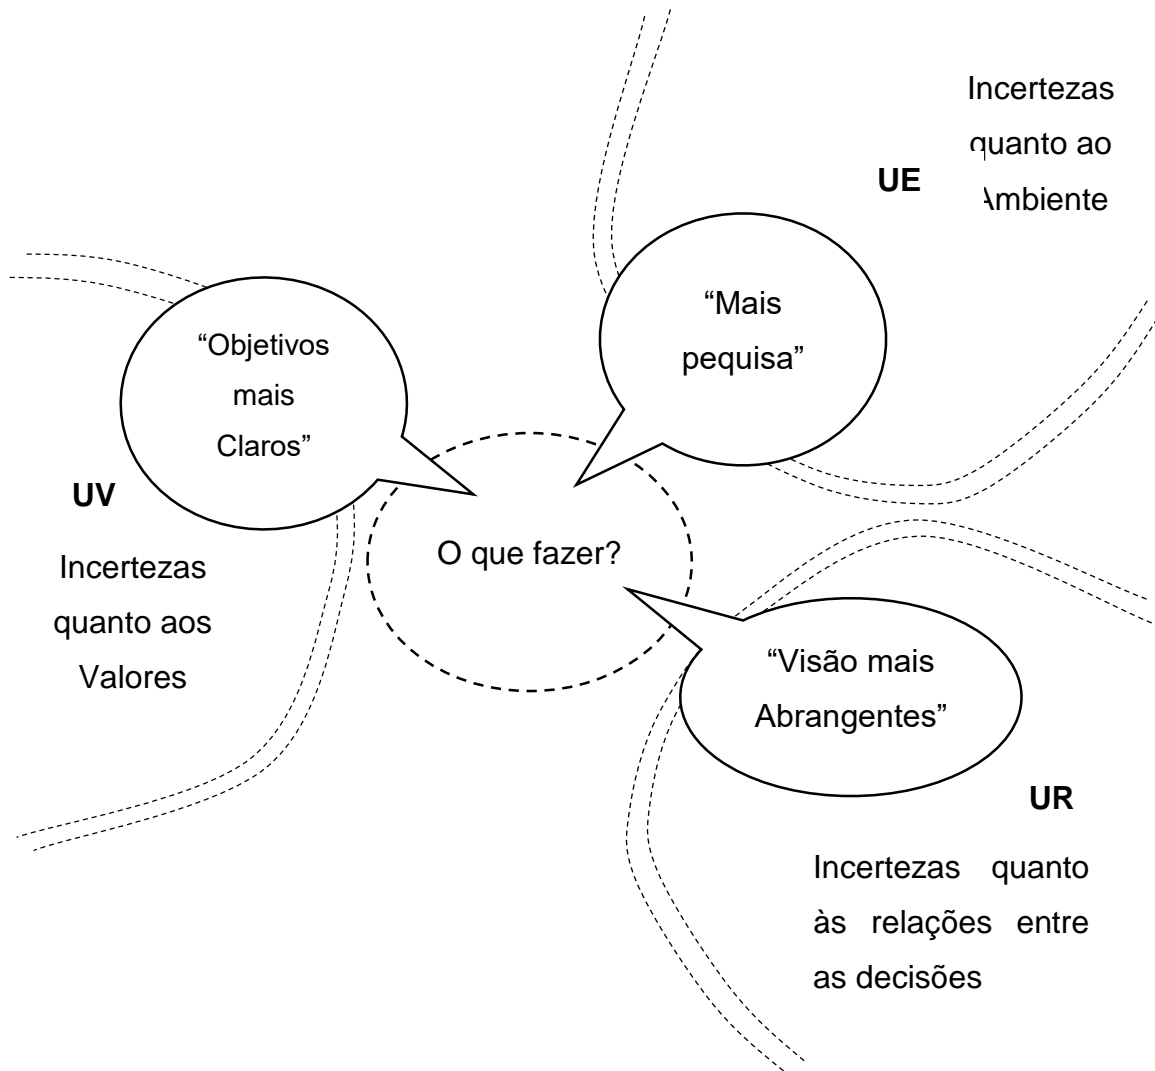 Incertezas
quanto ao
Ambiente
UE
“Mais
pequisa”
“Objetivos
mais
Claros”
UV
Incertezas
quanto aos
Valores
O que fazer?
“Visão mais
Abrangentes”
UR
Incertezas quanto
às relações entre
as decisões